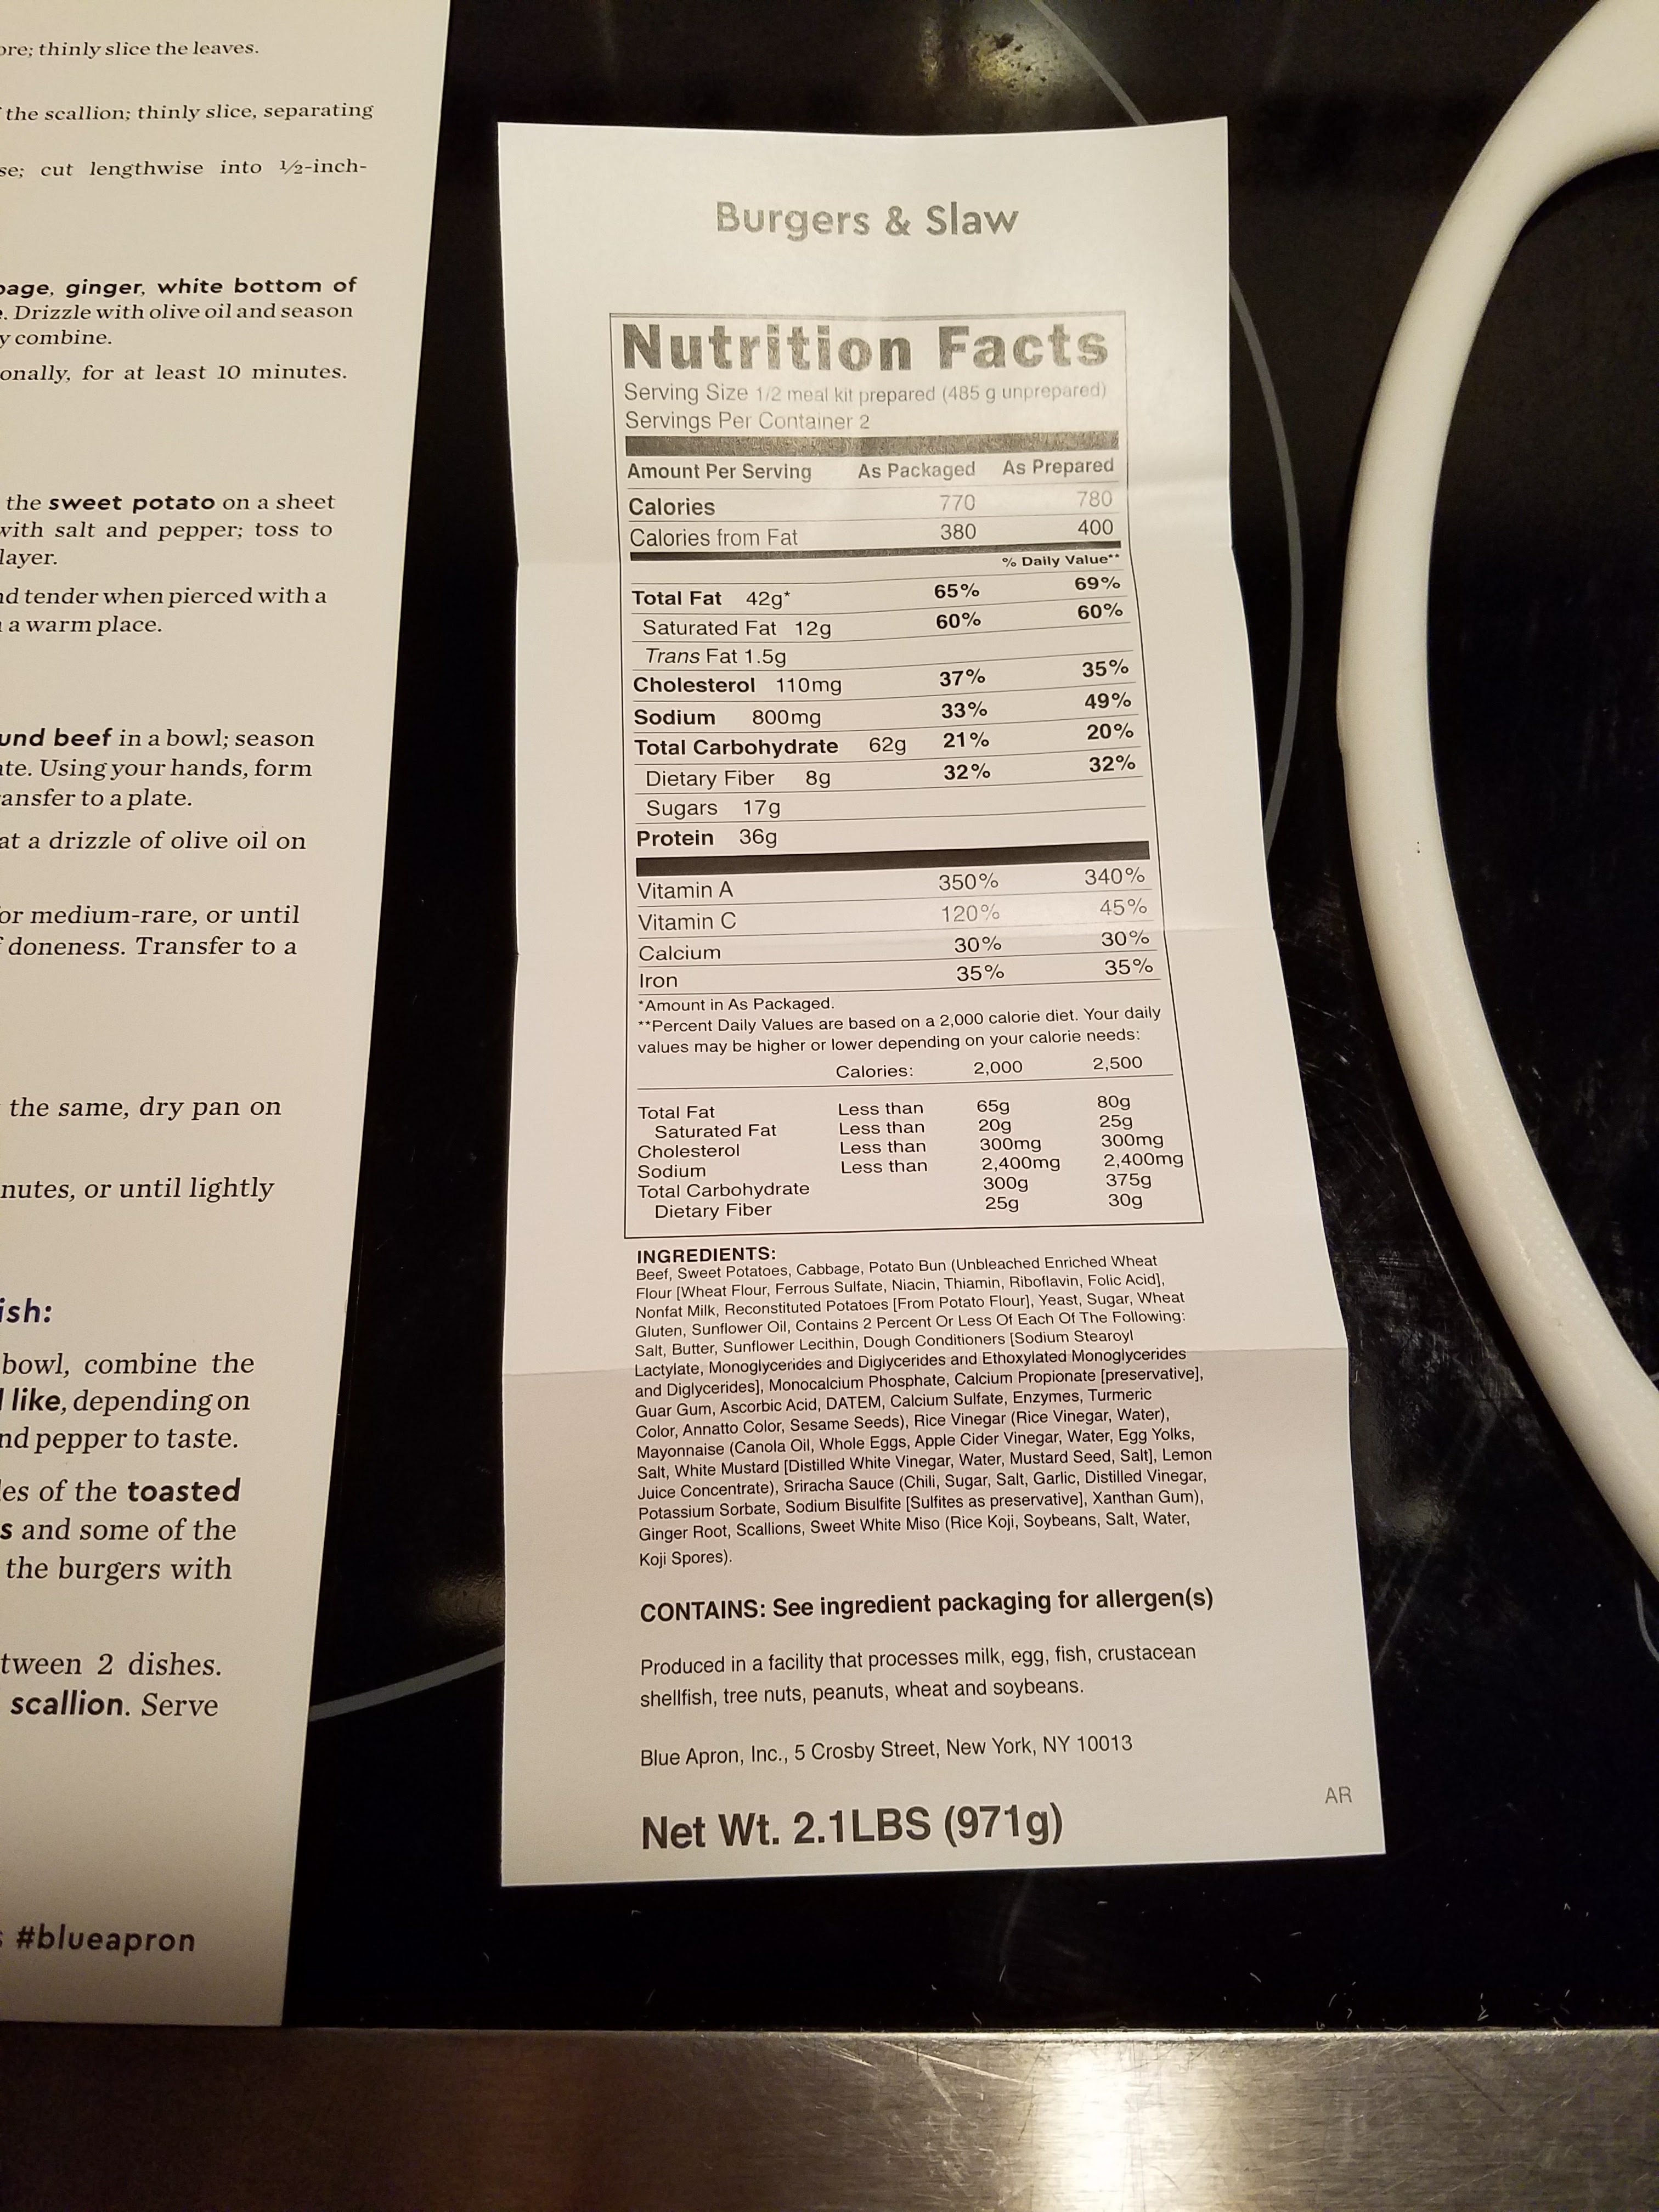 ore; thinly slice the leaves.
the scallion; thinly slice, separating
se; cut lengthwise into ½-inch-
bage, ginger, white bottom of
e. Drizzle with olive oil and season
y combine.
onally, for at least 10 minutes.
the sweet potato on a sheet
with salt and pepper; toss to
layer.
nd tender when pierced with a
a warm place.
und beef in a bowl; season
ate. Using your hands, form
ransfer to a plate.
at a drizzle of olive oil on
or medium-rare, or until
f doneness. Transfer to a
the same, dry pan on
nutes, or until lightly
ish:
bowl, combine the
l like, depending on
nd pepper to taste.
les of the toasted
s and some of the
the burgers with
tween 2 dishes.
scallion. Serve
s #blueapron
Burgers & Slaw
Nutrition Facts
Serving Size 1/2 meal kit prepared (485 g unprepared)
Servings Per Container 2
Amount Per Serving As Packaged As Prepared
Calories 770 780
Calories from Fat 380 400
% Daily Value**
Total Fat 42g* 65% 69%
Saturated Fat 12g 60% 60%
Trans Fat 1.5g
Cholesterol 110mg 37% 35%
Sodium 800mg 33% 49%
Total Carbohydrate 62g 21% 20%
Dietary Fiber 8g 32% 32%
Sugars 17g
Protein 36g
Vitamin A 350% 340%
Vitamin C 120% 45%
Calcium 30% 30%
Iron 35% 35%
*Amount in As Packaged.
**Percent Daily Values are based on a 2,000 calorie diet. Your daily
values may be higher or lower depending on your calorie needs:
Calories: 2,000 2,500
Total Fat Less than 65g 80g
Saturated Fat Less than 20g 25g
Cholesterol Less than 300mg 300mg
Sodium Less than 2,400mg 2,400mg
Total Carbohydrate 300g 375g
Dietary Fiber 25g 30g
INGREDIENTS:
Beef, Sweet Potatoes, Cabbage, Potato Bun (Unbleached Enriched Wheat
Flour [Wheat Flour, Ferrous Sulfate, Niacin, Thiamin, Riboflavin, Folic Acid],
Nonfat Milk, Reconstituted Potatoes [From Potato Flour], Yeast, Sugar, Wheat
Gluten, Sunflower Oil, Contains 2 Percent Or Less Of Each Of The Following:
Salt, Butter, Sunflower Lecithin, Dough Conditioners [Sodium Stearoyl
Lactylate, Monoglycerides and Diglycerides and Ethoxylated Monoglycerides
and Diglycerides], Monocalcium Phosphate, Calcium Propionate [preservative],
Guar Gum, Ascorbic Acid, DATEM, Calcium Sulfate, Enzymes, Turmeric
Color, Annatto Color, Sesame Seeds), Rice Vinegar (Rice Vinegar, Water),
Mayonnaise (Canola Oil, Whole Eggs, Apple Cider Vinegar, Water, Egg Yolks,
Salt, White Mustard [Distilled White Vinegar, Water, Mustard Seed, Salt], Lemon
Juice Concentrate), Sriracha Sauce (Chili, Sugar, Salt, Garlic, Distilled Vinegar,
Potassium Sorbate, Sodium Bisulfite [Sulfites as preservative], Xanthan Gum),
Ginger Root, Scallions, Sweet White Miso (Rice Koji, Soybeans, Salt, Water,
Koji Spores).
CONTAINS: See ingredient packaging for allergen(s)
Produced in a facility that processes milk, egg, fish, crustacean
shellfish, tree nuts, peanuts, wheat and soybeans.
Blue Apron, Inc., 5 Crosby Street, New York, NY 10013
AR
Net Wt. 2.1LBS (971g)